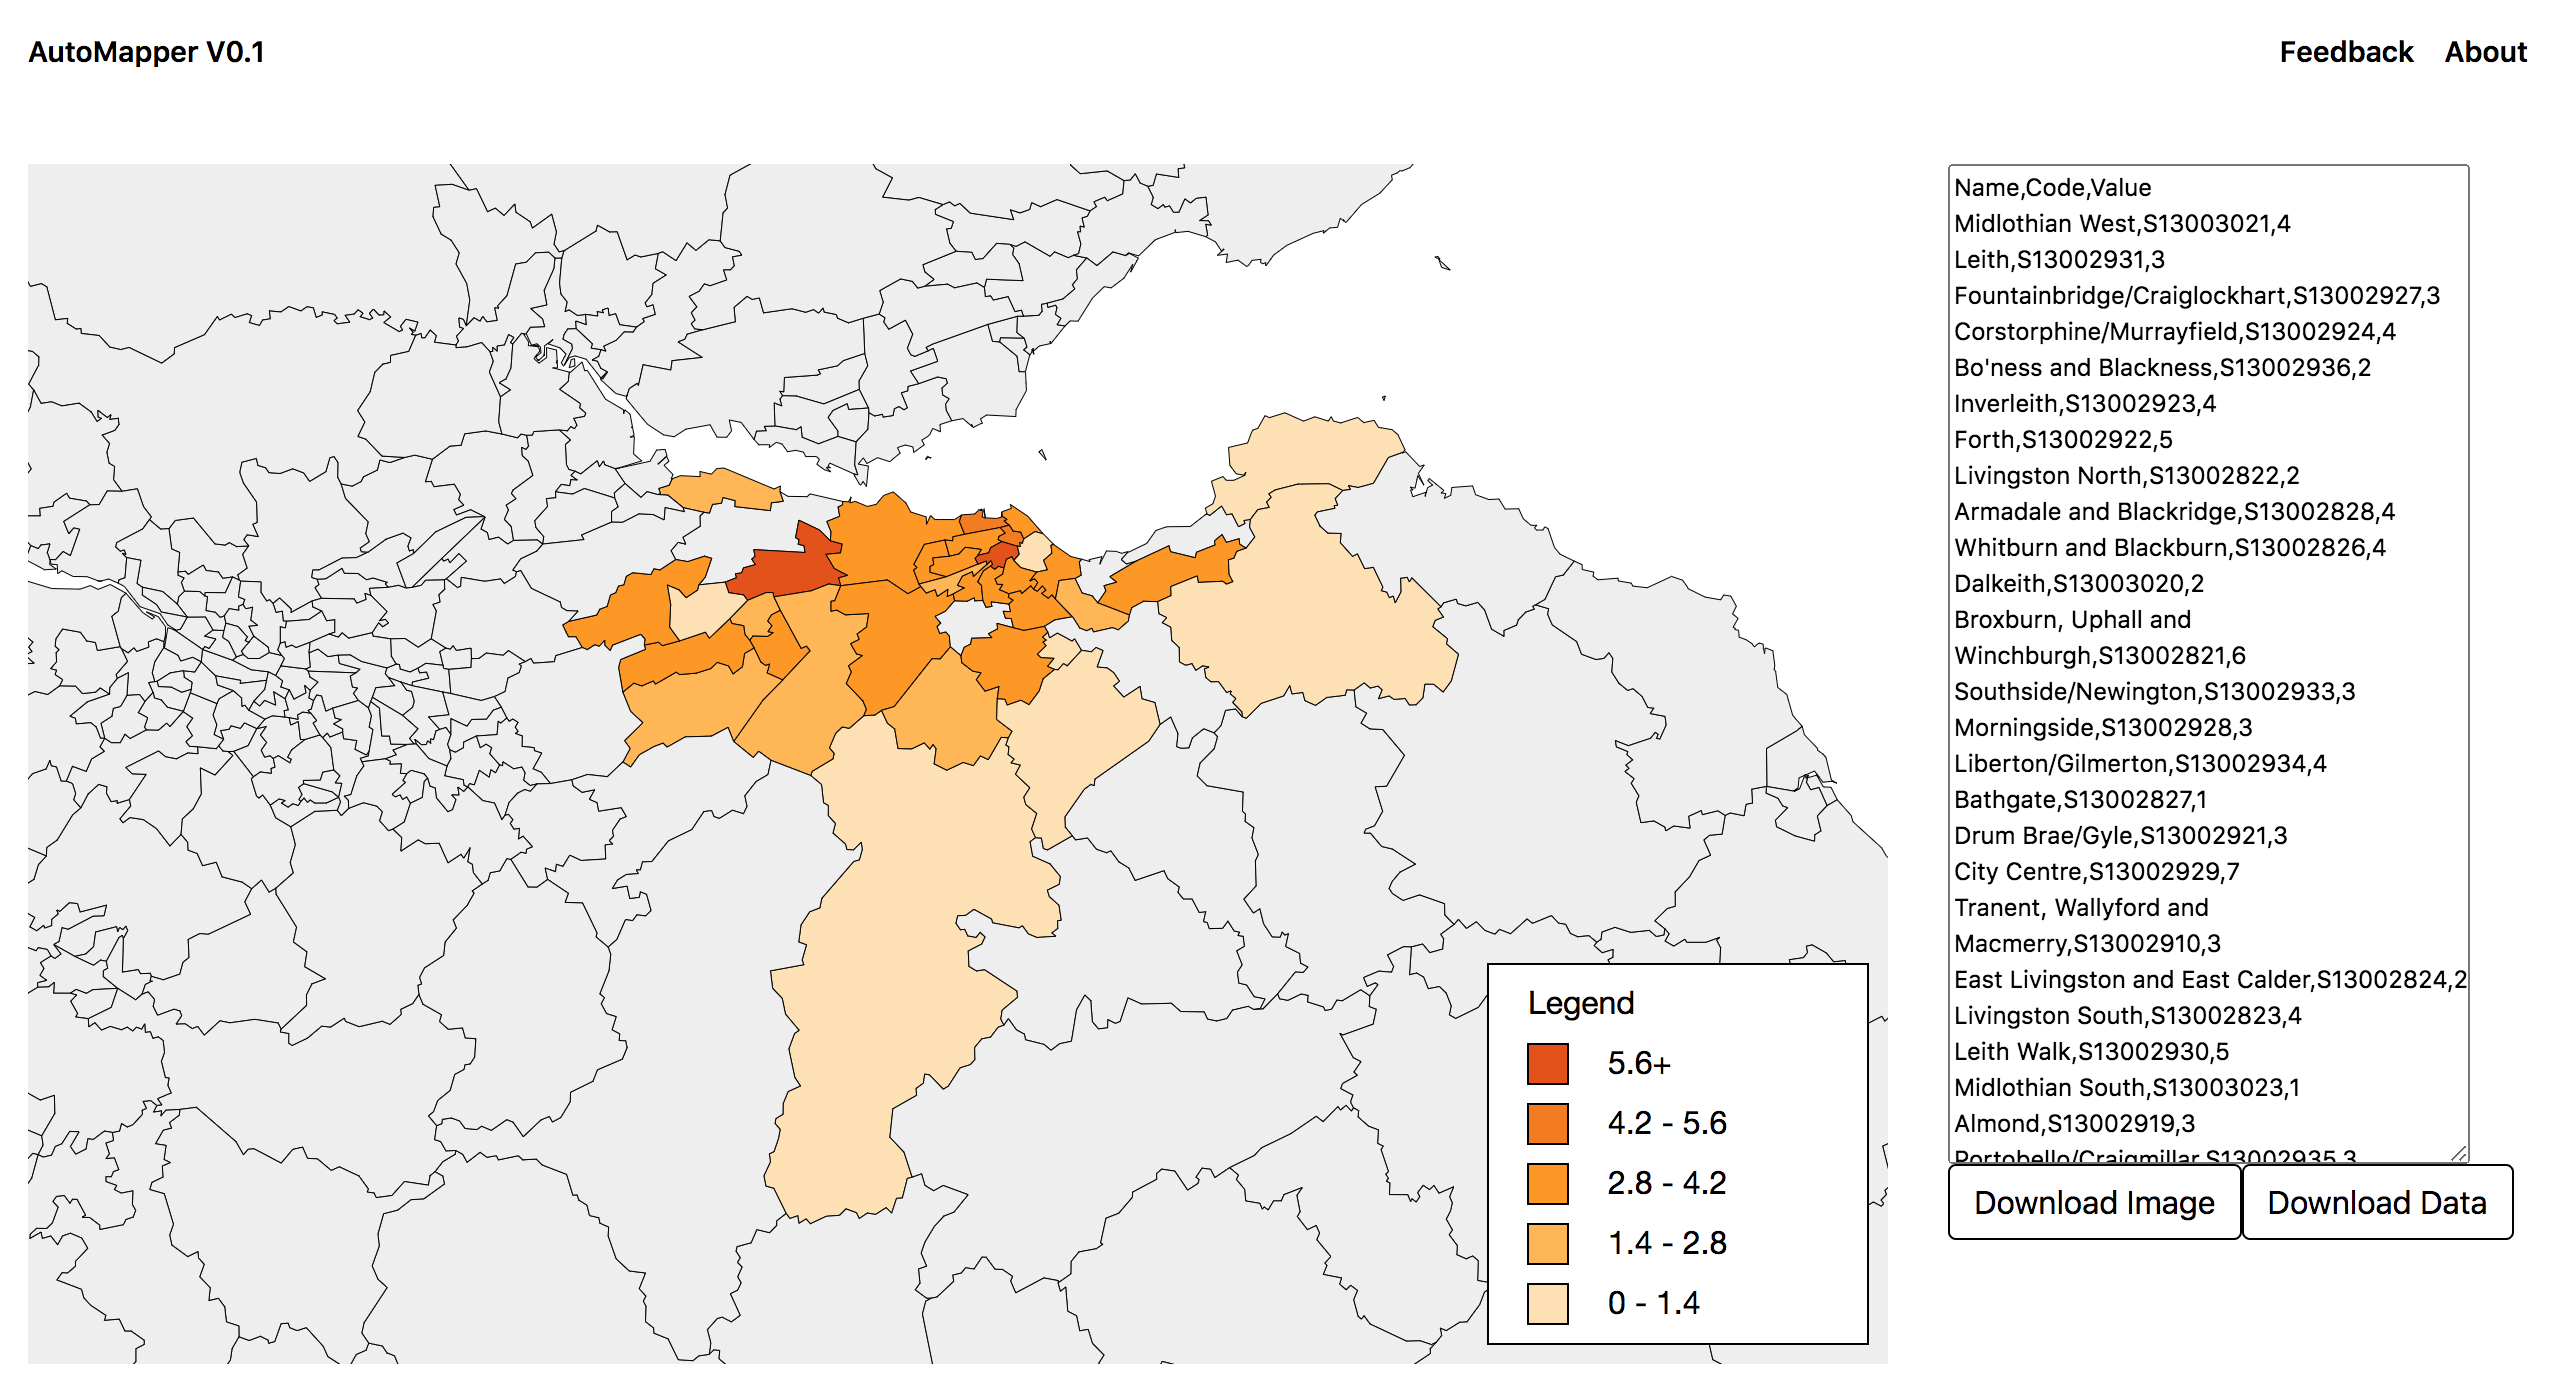 AutoMapper V0.1
Feedback About
Name,Code,Value
Midlothian West,S13003021,4
Leith,S13002931,3
Fountainbridge/Craiglockhart,S13002927,3
Corstorphine/Murrayfield,S13002924,4
Bo'ness and Blackness,S13002936,2
Inverleith,S13002923,4
Forth,S13002922,5
Livingston North,S13002822,2
Armadale and Blackridge,S13002828,4
Whitburn and Blackburn,S13002826,4
Dalkeith,S13003020,2
Broxburn, Uphall and
Winchburgh,S13002821,6
Southside/Newington,S13002933,3
Morningside,S13002928,3
Liberton/Gilmerton,S13002934,4
Bathgate,S13002827,1
Drum Brae/Gyle,S13002921,3
City Centre,S13002929,7
Tranent, Wallyford and
Macmerry,S13002910,3
East Livingston and East Calder,S13002824,2
Livingston South,S13002823,4
Leith Walk,S13002930,5
Midlothian South,S13003023,1
Almond,S13002919,3
Portobello/Craigmillar,S13002935,3
Download Image
Download Data
Legend
5.6+
4.2 - 5.6
2.8 - 4.2
1.4 - 2.8
0 - 1.4